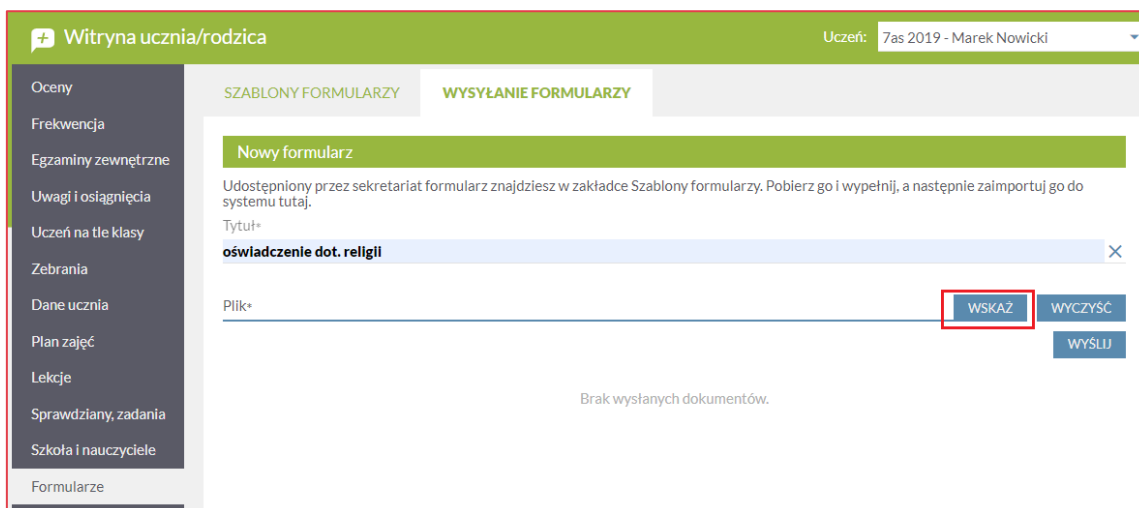 Witryna ucznia/rodzica
Uczeń: 7as 2019 - Marek Nowicki
Oceny
Frekwencja
Egzaminy zewnętrzne
Uwagi i osiągnięcia
Uczeń na tle klasy
Zebrania
Dane ucznia
Plan zajęć
Lekcje
Sprawdziany, zadania
Szkoła i nauczyciele
Formularze
SZABLONY FORMULARZY WYSYŁANIE FORMULARZY
Nowy formularz
Udostępniony przez sekretariat formularz znajdziesz w zakładce Szablony formularzy. Pobierz go i wypełnij, a następnie zaimportuj go do
systemu tutaj.
Tytuł*
oświadczenie dot. religii
Plik* WSKAŻ WYCZYŚĆ
WYŚLIJ
Brak wysłanych dokumentów.